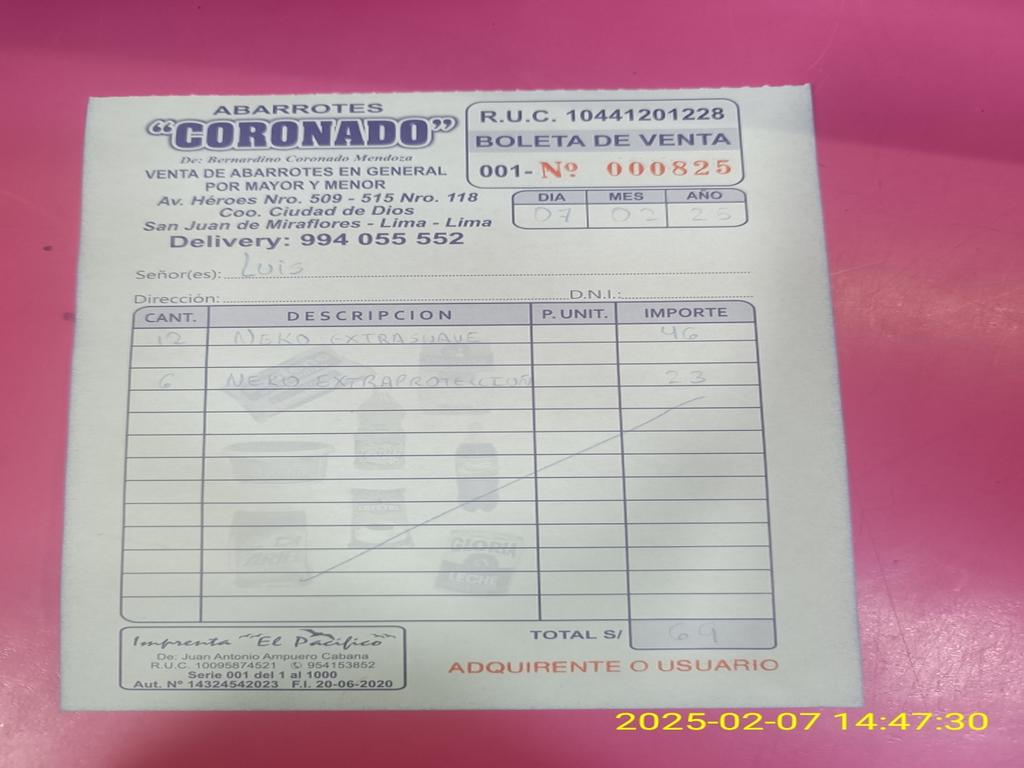 ABARROTES
"CORONADO"
De: Bernardino Coronado Mendoza
VENTA DE ABARROTES EN GENERAL
POR MAYOR Y MENOR
Av. Héroes Nro. 509 - 515 Nro. 118
Coo. Ciudad de Dios
San Juan de Miraflores - Lima - Lima
Delivery: 994 055 552
R.U.C. 10441201228
BOLETA DE VENTA
001- Nº 000825
DIA MES AÑO
07 02 25
Señor(es): Luis
Dirección: D.N.I.:
CANT. DESCRIPCION P. UNIT. IMPORTE
12 NEKO EXTRASUAVE 46
6 NEKO EXTRAPROTECCIÓN 23
GLORIA
LECHE
TOTAL S/ 69
ADQUIRENTE O USUARIO
Imprenta "El Pacífico"
De: Juan Antonio Ampuero Cabana
R.U.C. 10095874521 954153852
Serie 001 del 1 al 1000
Aut. Nº 14324542023 F.I. 20-06-2020
2025-02-07 14:47:30